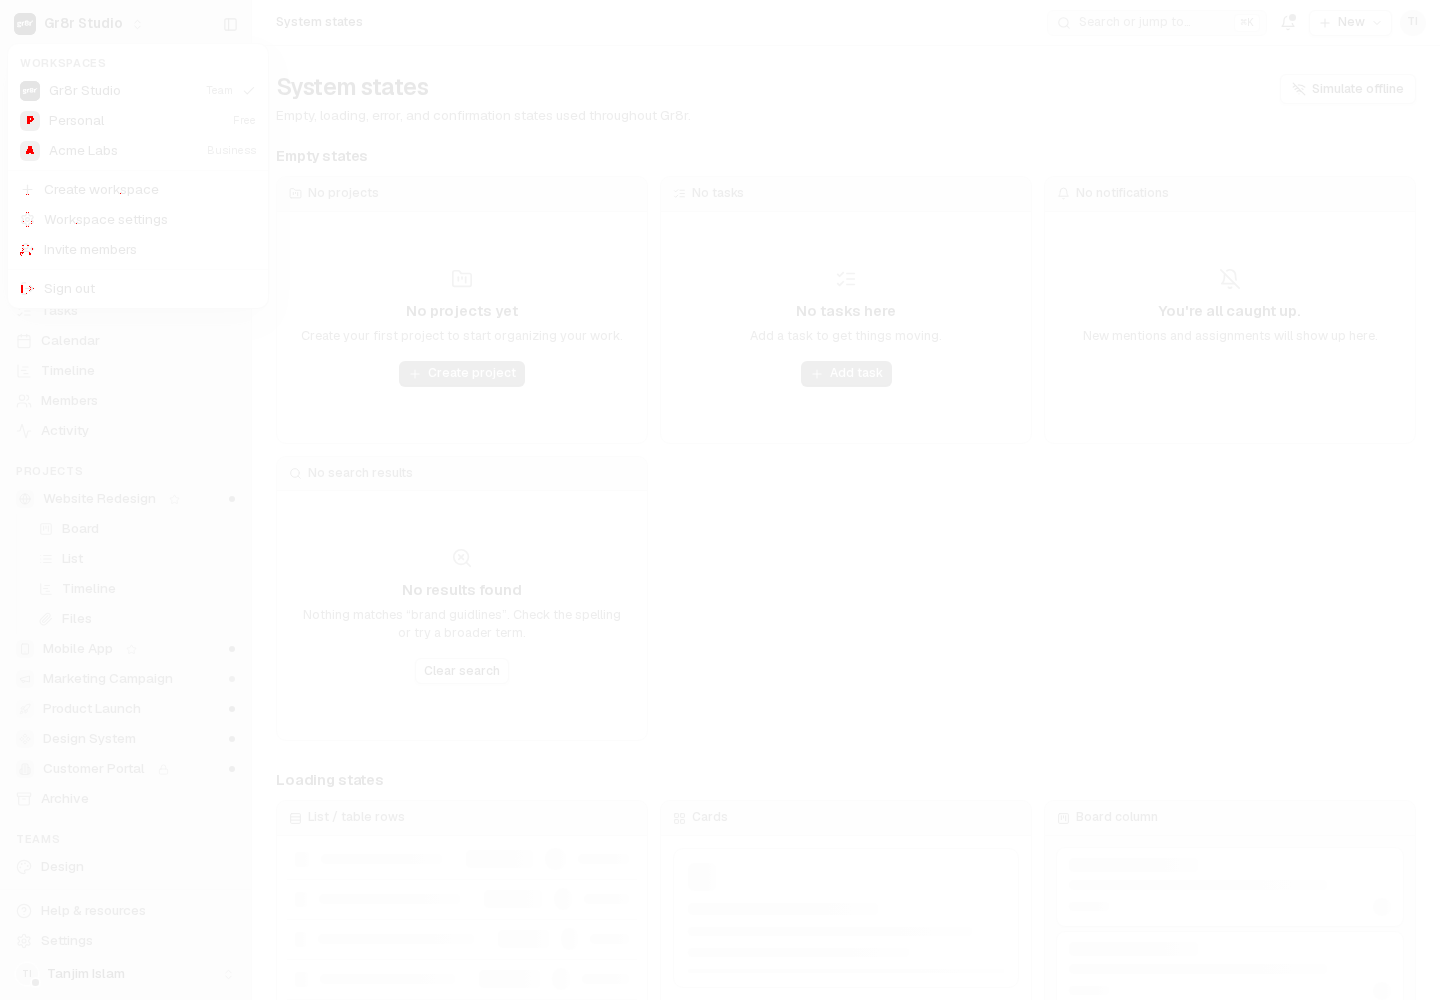 Gr8r Studio
System states
Search or jump to...
⌘K
New
TI
WORKSPACES
gr8r Gr8r Studio Team
P Personal Free
A Acme Labs Business
Create workspace
Workspace settings
Invite members
Sign out
Tasks
Calendar
Timeline
Members
Activity
PROJECTS
Website Redesign
Board
List
Timeline
Files
Mobile App
Marketing Campaign
Product Launch
Design System
Customer Portal
Archive
TEAMS
Design
Help & resources
Settings
TI Tanjim Islam
System states
Simulate offline
Empty, loading, error, and confirmation states used throughout Gr8r.
Empty states
No projects
No projects yet
Create your first project to start organizing your work.
Create project
No tasks
No tasks here
Add a task to get things moving.
Add task
No notifications
You're all caught up.
New mentions and assignments will show up here.
No search results
No results found
Nothing matches "brand guidlines". Check the spelling
or try a broader term.
Clear search
Loading states
List / table rows
Cards
Board column